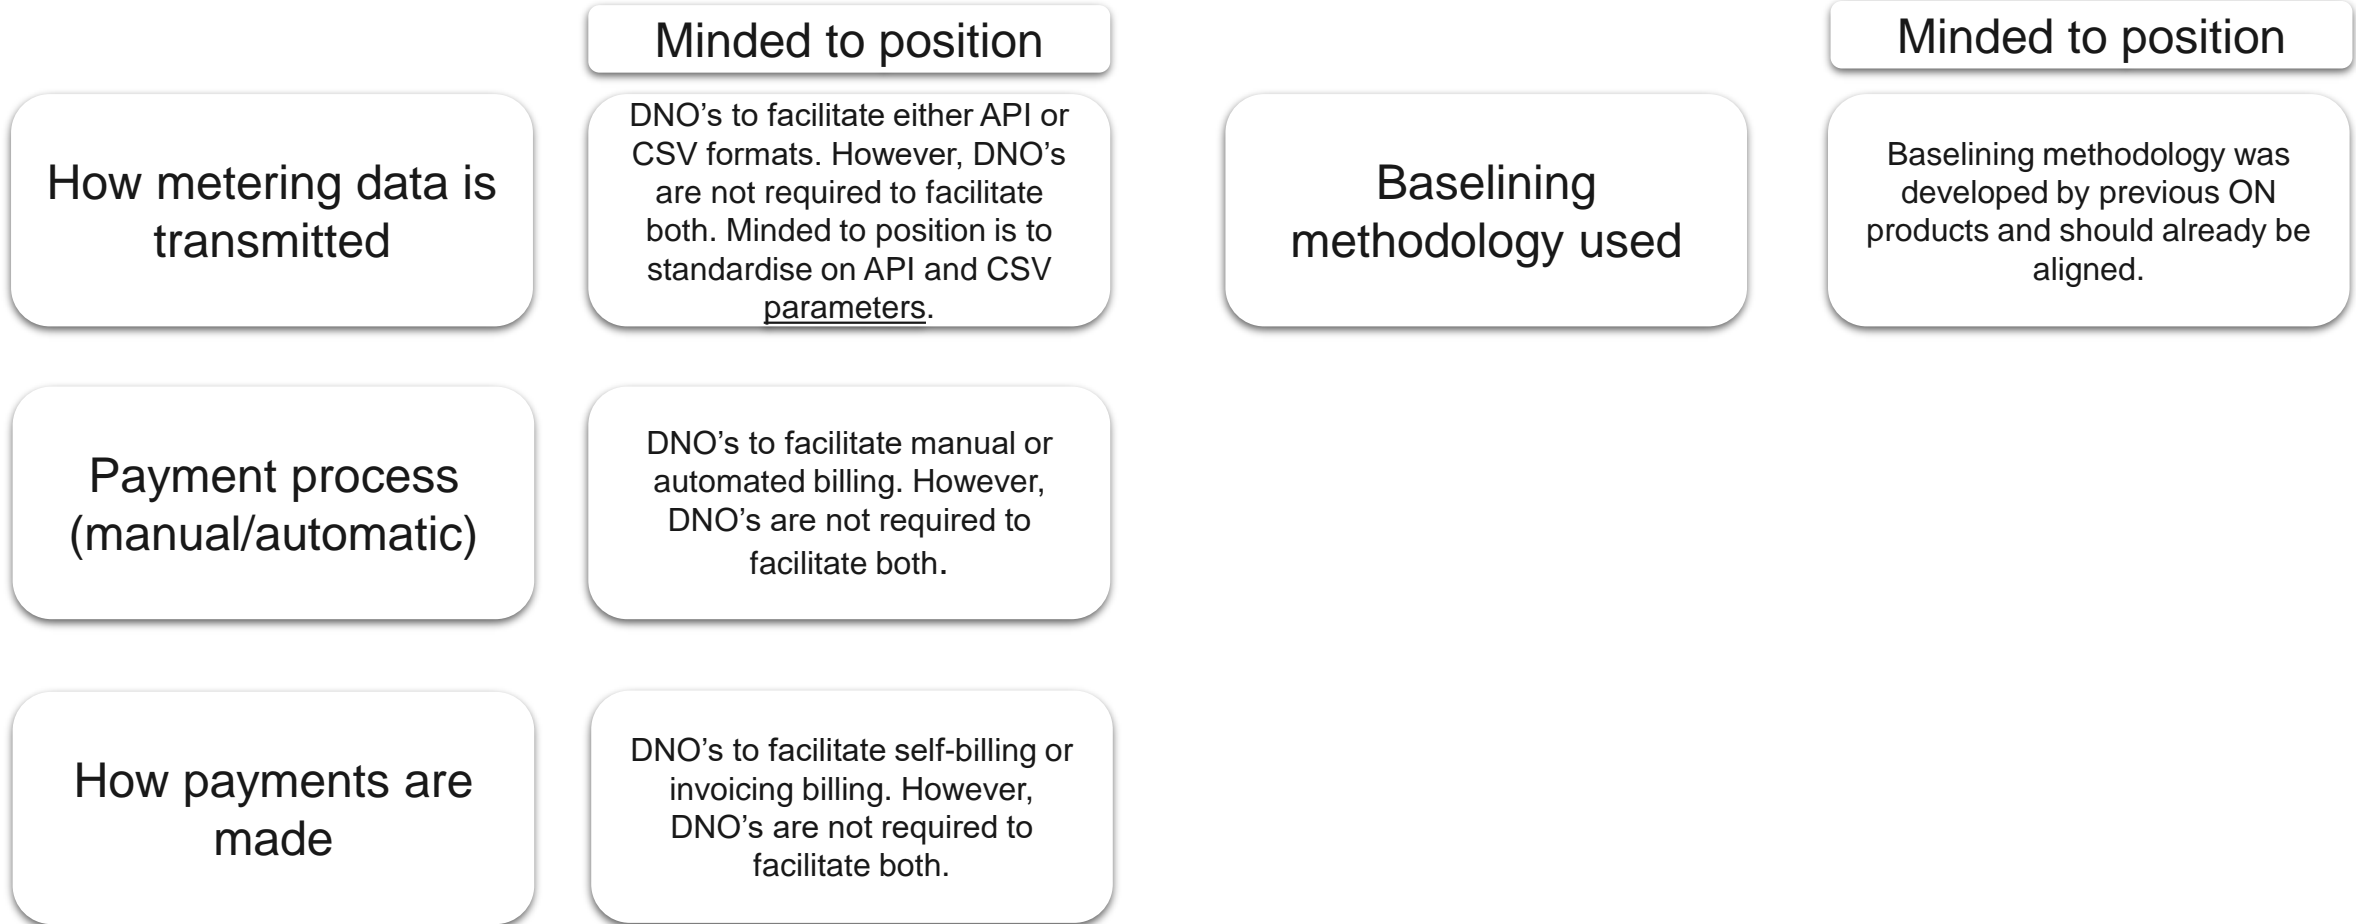 Minded to position
How metering data is
transmitted
DNO’s to facilitate either API or
CSV formats. However, DNO’s
are not required to facilitate
both. Minded to position is to
standardise on API and CSV
parameters.
Payment process
(manual/automatic)
DNO’s to facilitate manual or
automated billing. However,
DNO’s are not required to
facilitate both.
How payments are
made
DNO’s to facilitate self-billing or
invoicing billing. However,
DNO’s are not required to
facilitate both.
Minded to position
Baselining
methodology used
Baselining methodology was
developed by previous ON
products and should already be
aligned.